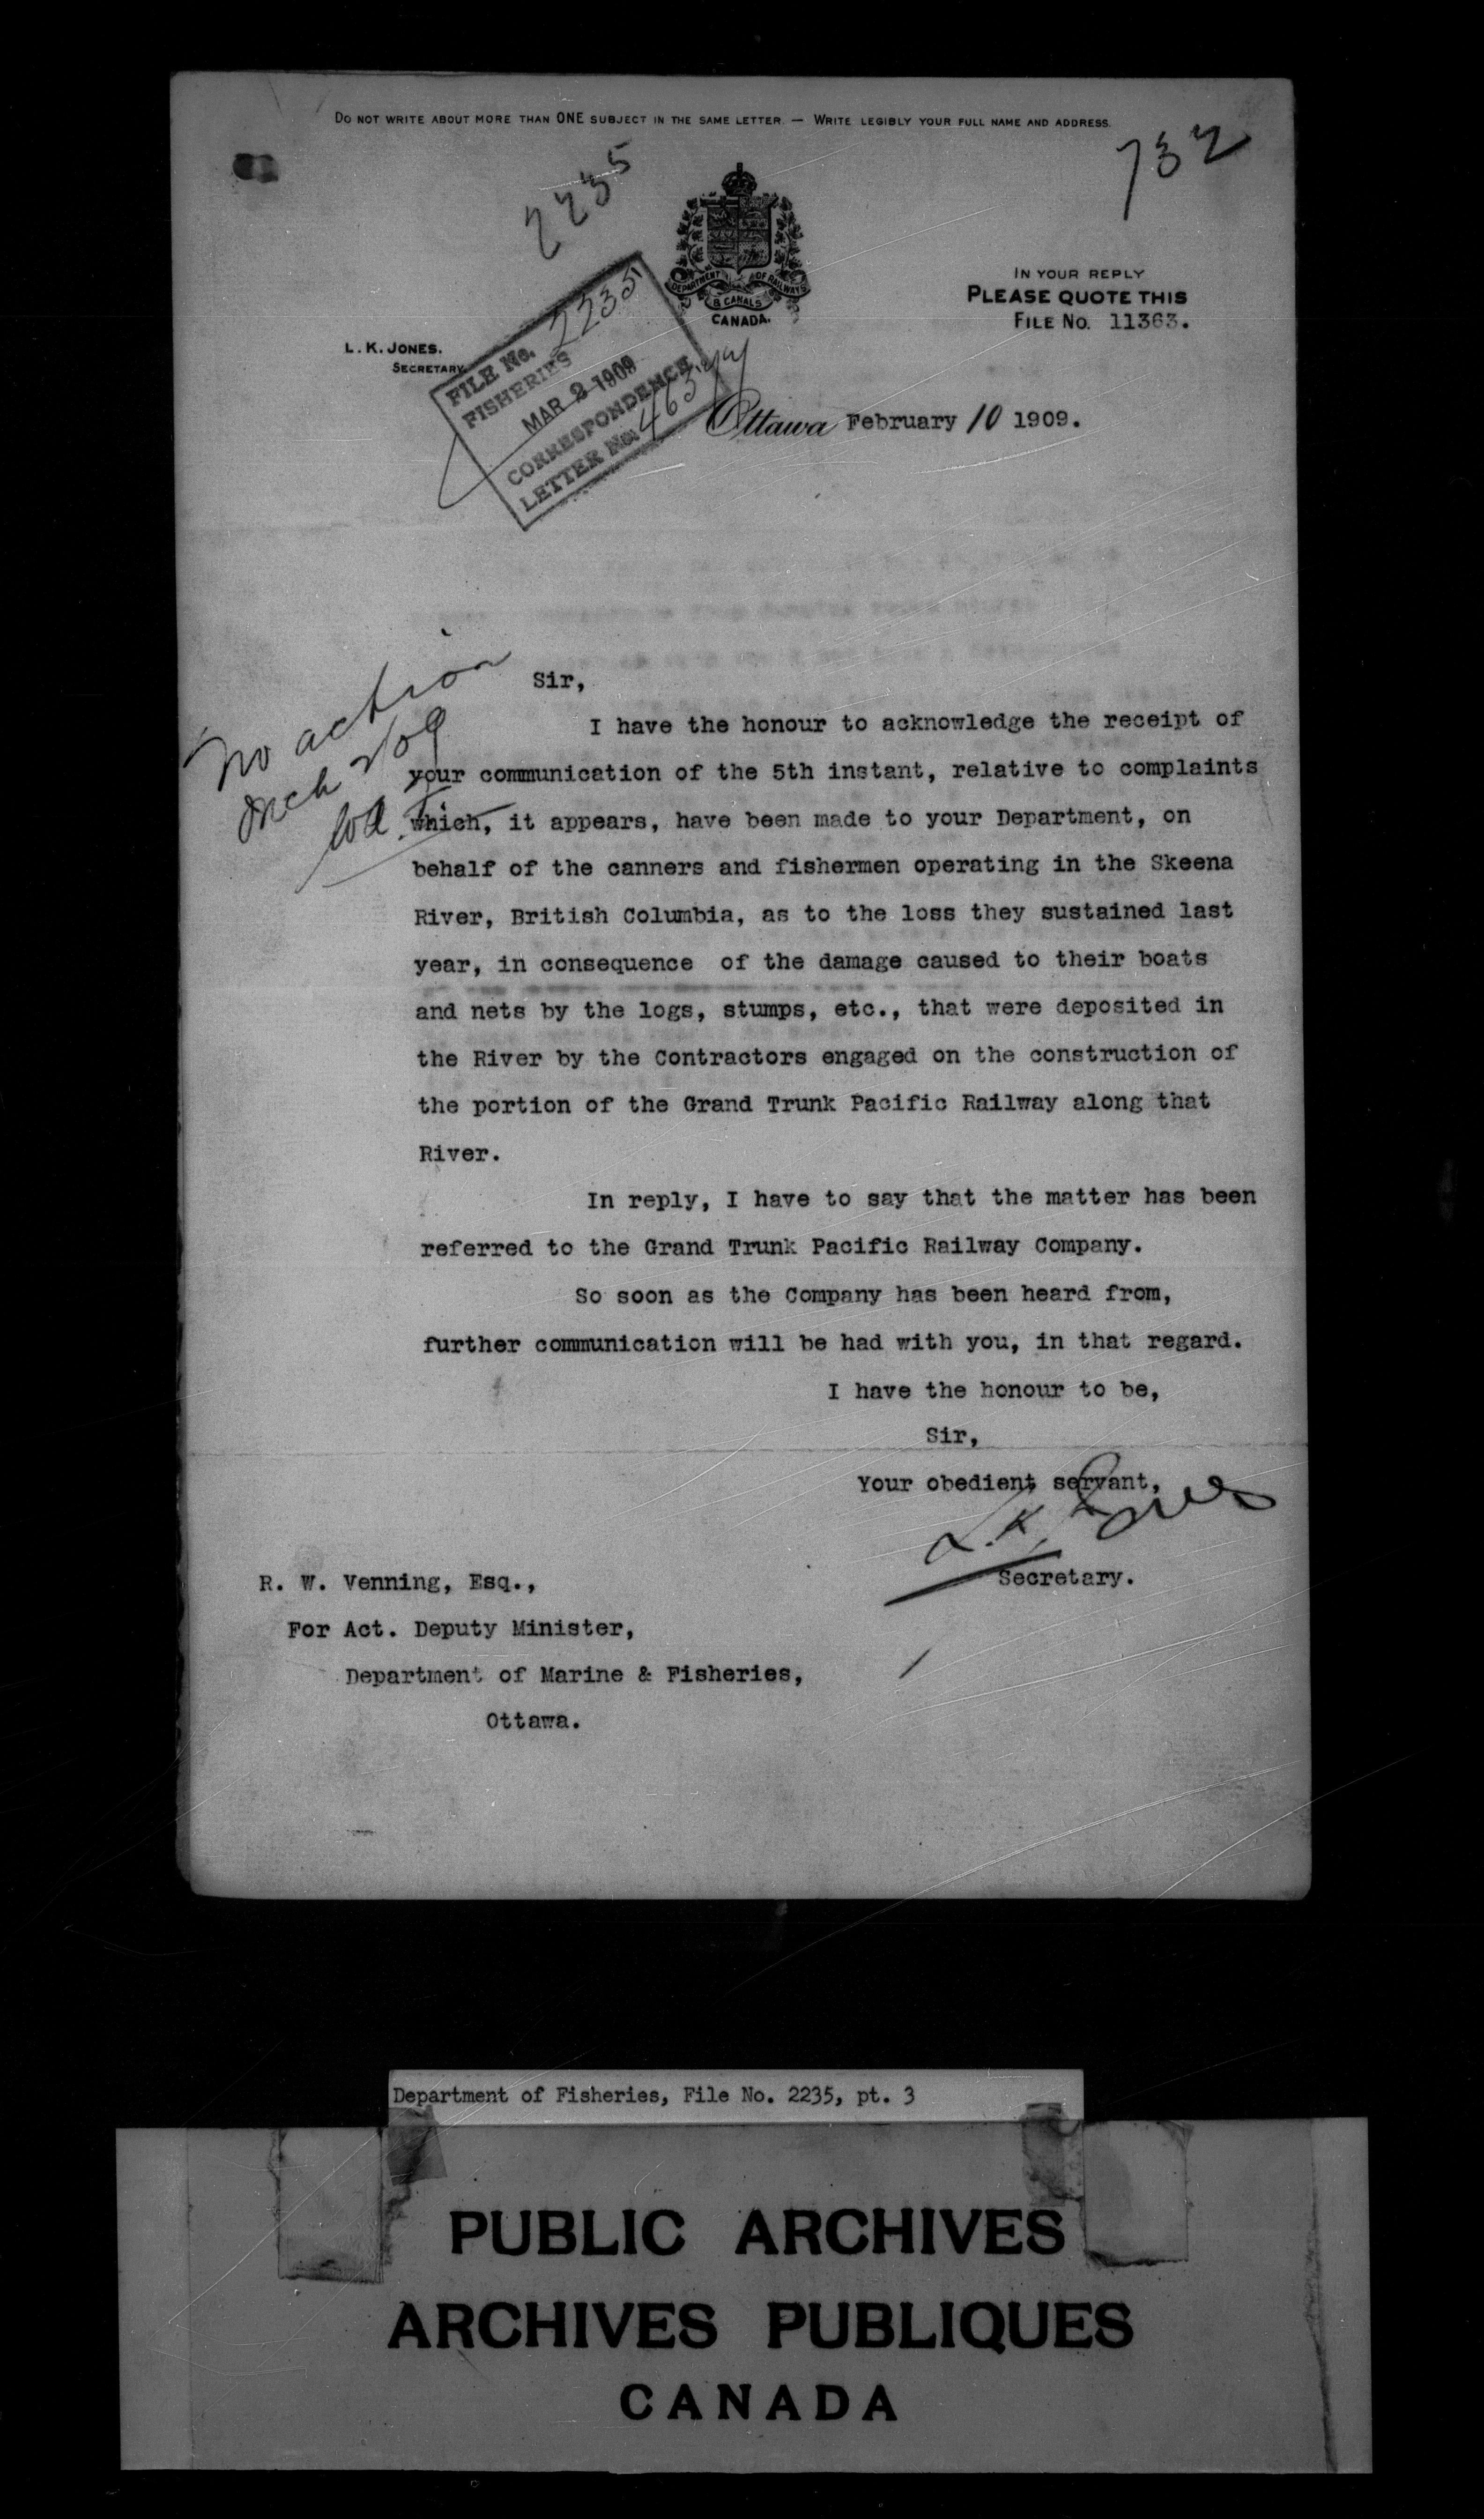 DO NOT WRITE ABOUT MORE THAN ONE SUBJECT IN THE SAME LETTER. — WRITE LEGIBLY YOUR FULL NAME AND ADDRESS.
732
2235
DEPARTMENT OF RAILWAYS
& CANALS
CANADA.
IN YOUR REPLY
PLEASE QUOTE THIS
FILE NO. 11363.
L. K. JONES.
SECRETARY
FILE No. 2235
FISHERIES
MAR 2 1909
CORRESPONDENCE
LETTER No.
Ottawa February 10 1909.
No action
Mch 2/09
Sir,
I have the honour to acknowledge the receipt of
your communication of the 5th instant, relative to complaints
which, it appears, have been made to your Department, on
behalf of the canners and fishermen operating in the Skeena
River, British Columbia, as to the loss they sustained last
year, in consequence of the damage caused to their boats
and nets by the logs, stumps, etc., that were deposited in
the River by the Contractors engaged on the construction of
the portion of the Grand Trunk Pacific Railway along that
River.
In reply, I have to say that the matter has been
referred to the Grand Trunk Pacific Railway Company.
So soon as the Company has been heard from,
further communication will be had with you, in that regard.
I have the honour to be,
Sir,
Your obedient servant,
L. K. Jones
Secretary.
R. W. Venning, Esq.,
For Act. Deputy Minister,
Department of Marine & Fisheries,
Ottawa.
Department of Fisheries, File No. 2235, pt. 3
PUBLIC ARCHIVES
ARCHIVES PUBLIQUES
CANADA